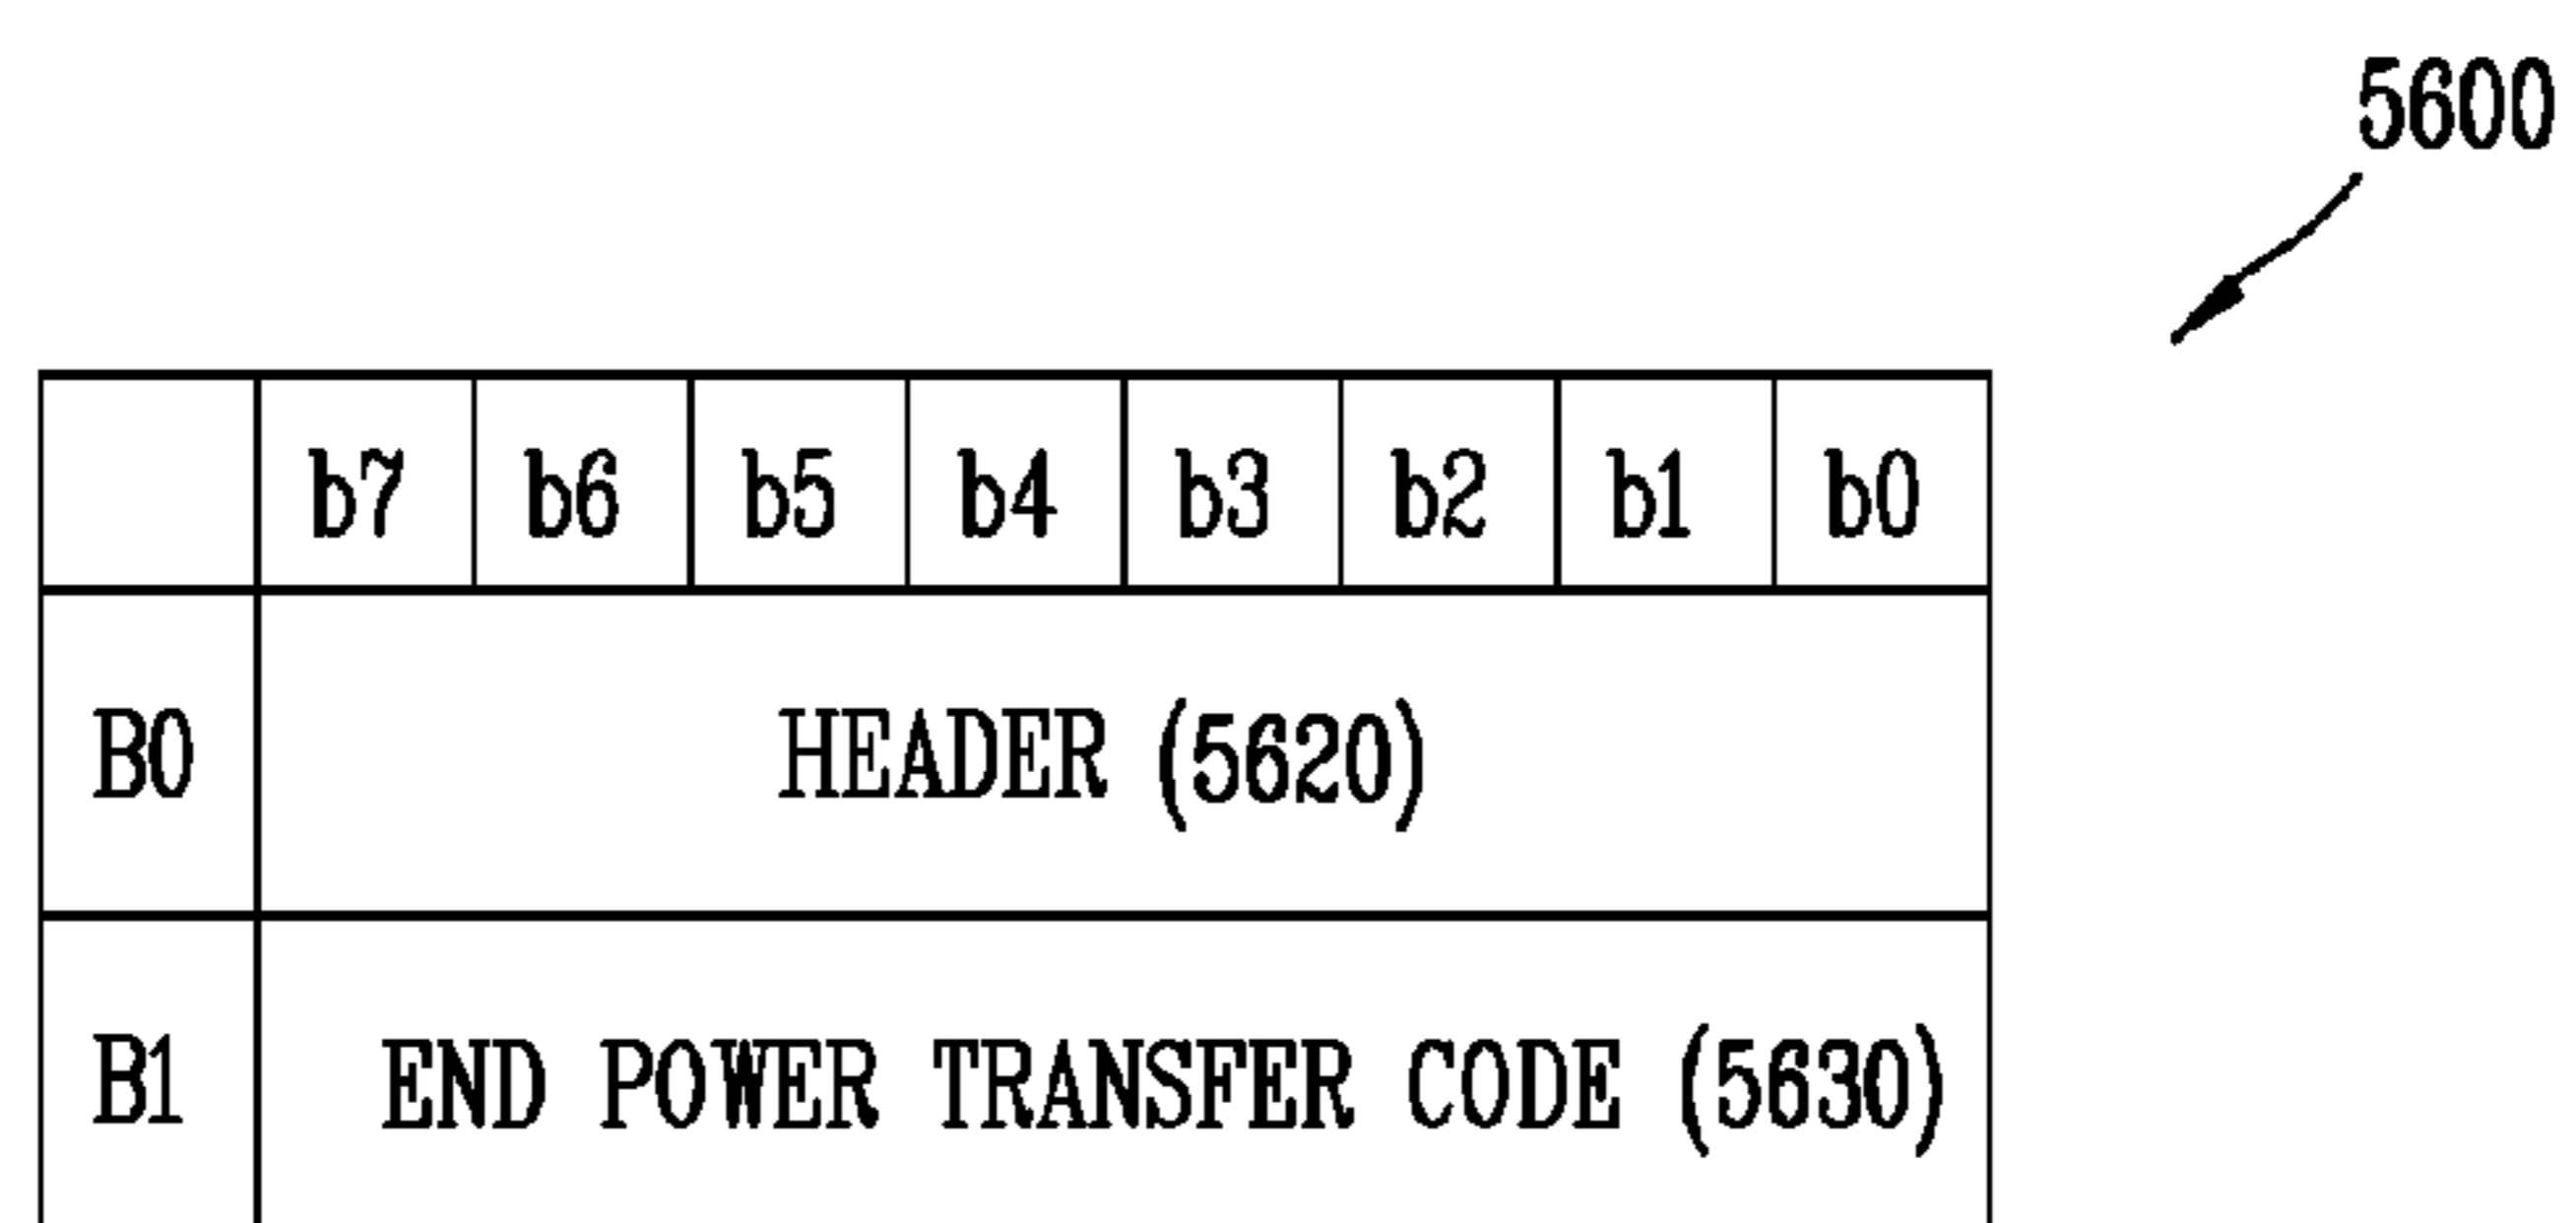 5600
b7 b6 b5 b4 b3 b2 b1 b0
B0 HEADER (5620)
B1 END POWER TRANSFER CODE (5630)